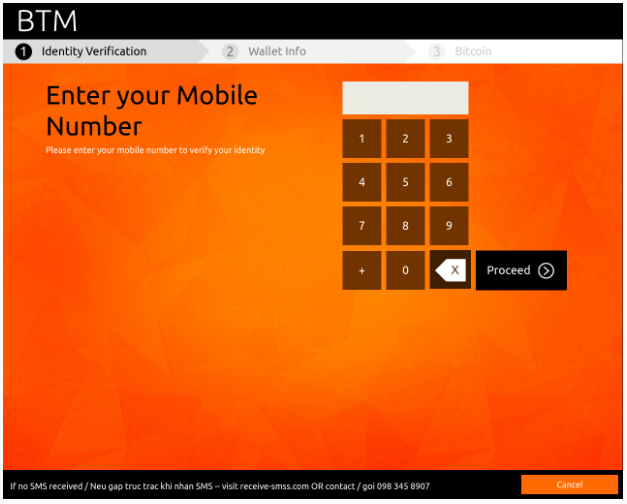 BTM
1 Identity Verification 2 Wallet Info 3 Bitcoin
Enter your Mobile
Number
Please enter your mobile number to verify your identity
1 2 3
4 5 6
7 8 9
+ 0 X Proceed
If no SMS received / Neu gap truc trac khi nhan SMS -- visit receive-smss.com OR contact / goi 098 345 8907
Cancel